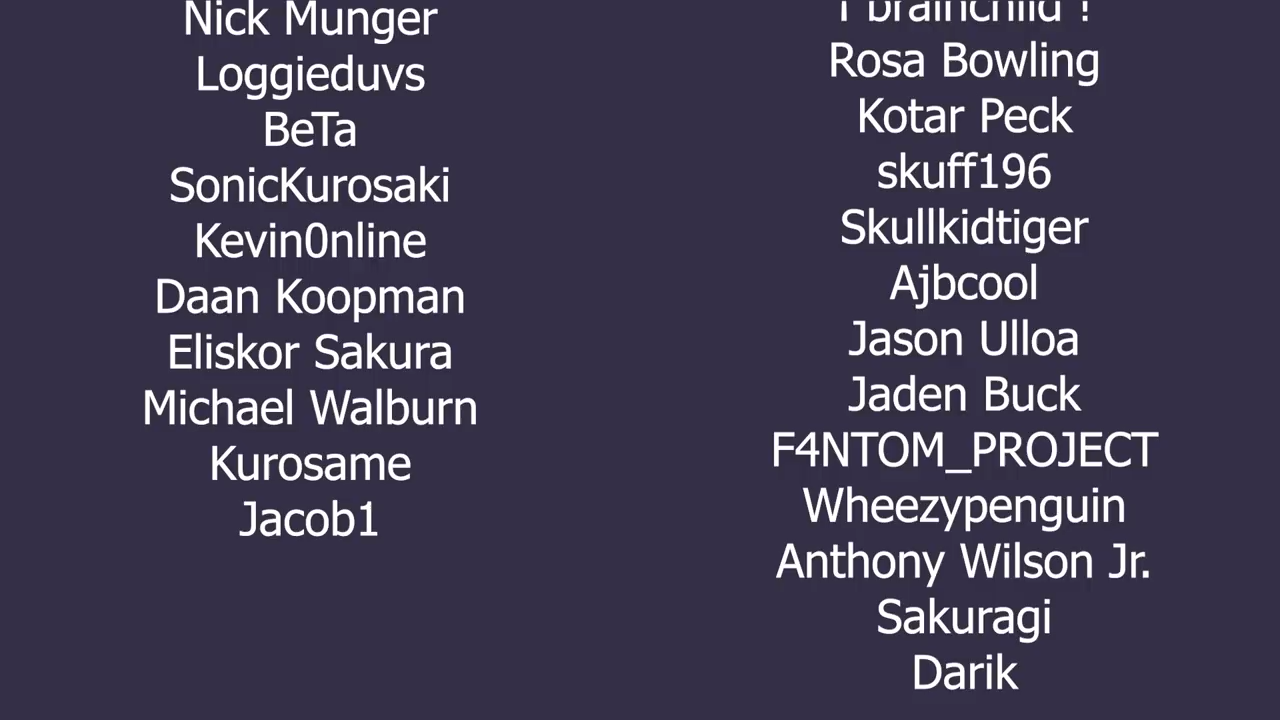 Nick Munger
Loggieduvs
BeTa
SonicKurosaki
Kevin0nline
Daan Koopman
Eliskor Sakura
Michael Walburn
Kurosame
Jacob1
brainchild !
Rosa Bowling
Kotar Peck
skuff196
Skullkidtiger
Ajbcool
Jason Ulloa
Jaden Buck
F4NTOM_PROJECT
Wheezypenguin
Anthony Wilson Jr.
Sakuragi
Darik